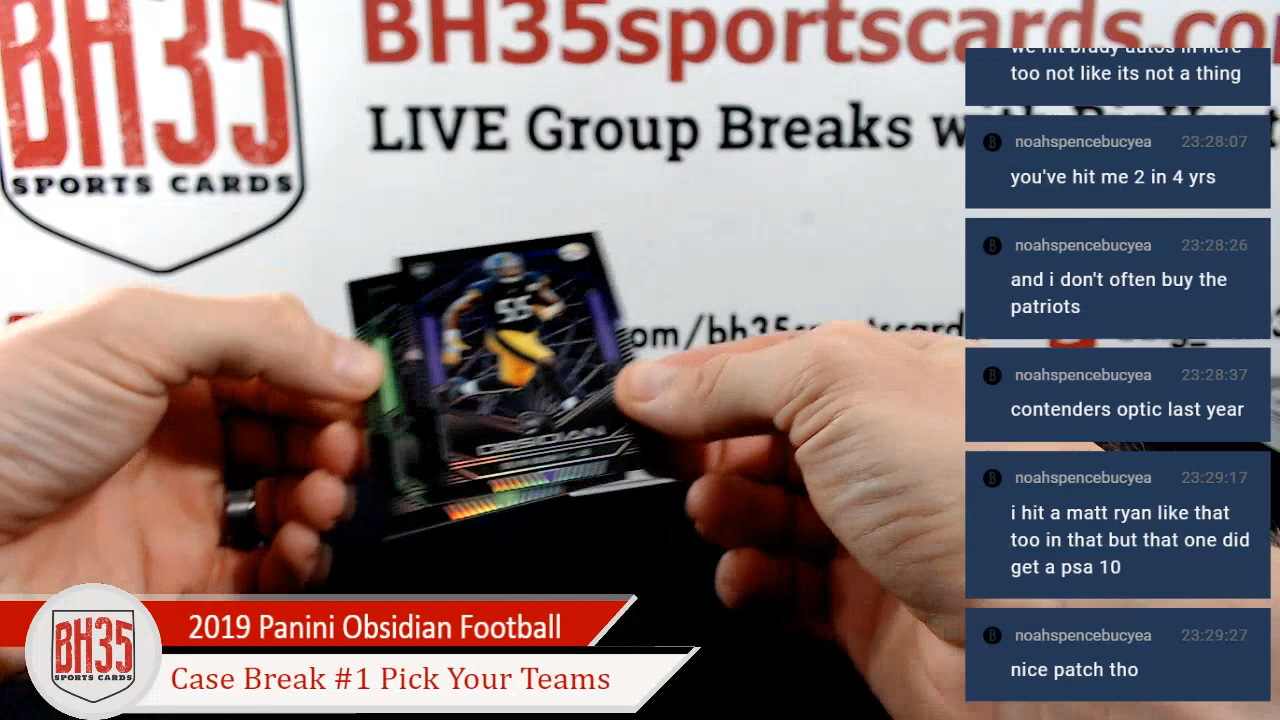 BH35
SPORTS CARDS
BH35sportscards.co
LIVE Group Breaks w
om/bh35sportscard
55
OBSIDIAN
too not like its not a thing
noahspencebucyea 23:28:07
you've hit me 2 in 4 yrs
noahspencebucyea 23:28:26
and i don't often buy the
patriots
noahspencebucyea 23:28:37
contenders optic last year
noahspencebucyea 23:29:17
i hit a matt ryan like that
too in that but that one did
get a psa 10
noahspencebucyea 23:29:27
nice patch tho
BH35
SPORTS CARDS
2019 Panini Obsidian Football
Case Break #1 Pick Your Teams